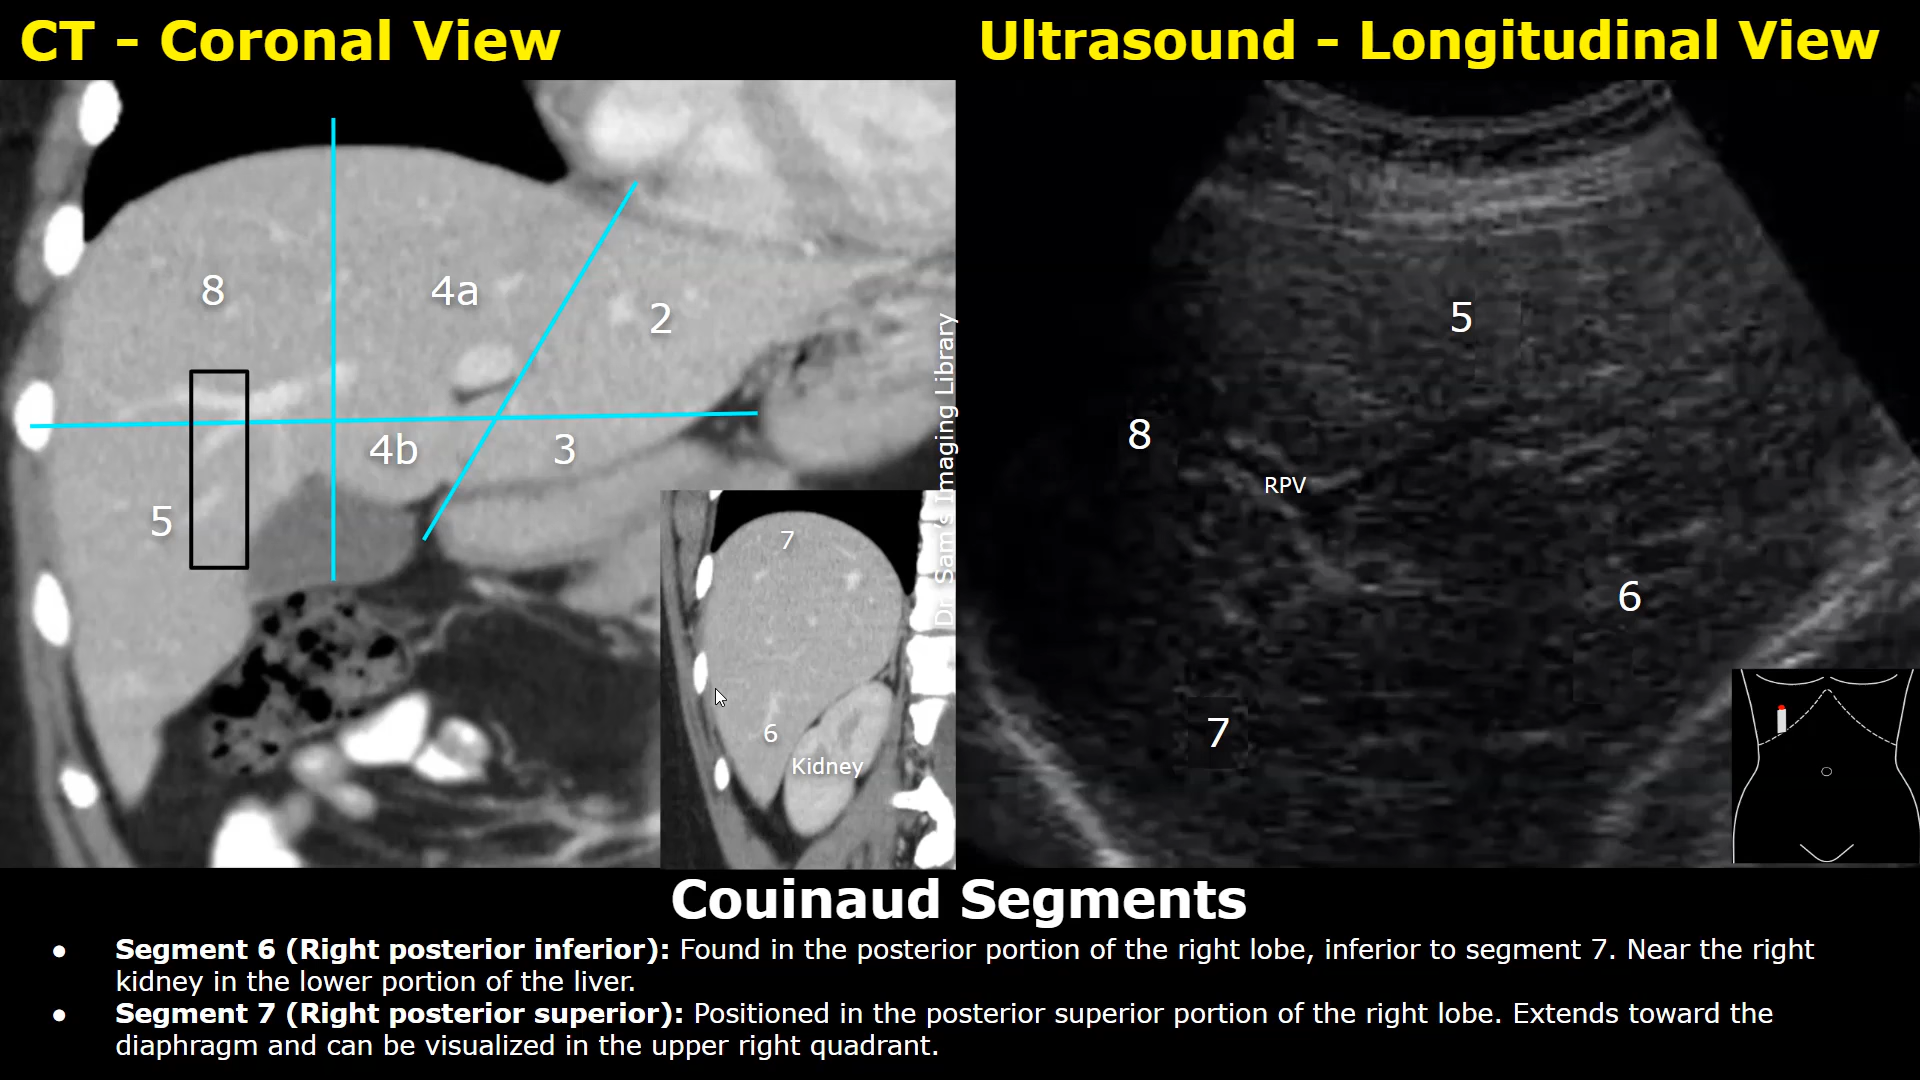 CT - Coronal View
Ultrasound - Longitudinal View
8
4a
2
4b
3
5
7
6
Kidney
Dr. Sam's Imaging Library
5
8
RPV
6
7
Couinaud Segments
● Segment 6 (Right posterior inferior): Found in the posterior portion of the right lobe, inferior to segment 7. Near the right
kidney in the lower portion of the liver.
● Segment 7 (Right posterior superior): Positioned in the posterior superior portion of the right lobe. Extends toward the
diaphragm and can be visualized in the upper right quadrant.